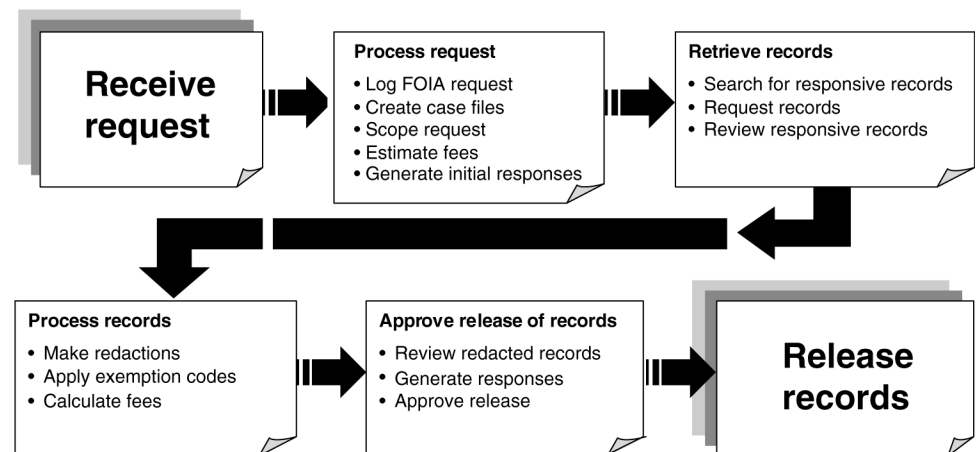 Receive
request
Process request
• Log FOIA request
• Create case files
• Scope request
• Estimate fees
• Generate initial responses
Retrieve records
• Search for responsive records
• Request records
• Review responsive records
Process records
• Make redactions
• Apply exemption codes
• Calculate fees
Approve release of records
• Review redacted records
• Generate responses
• Approve release
Release
records